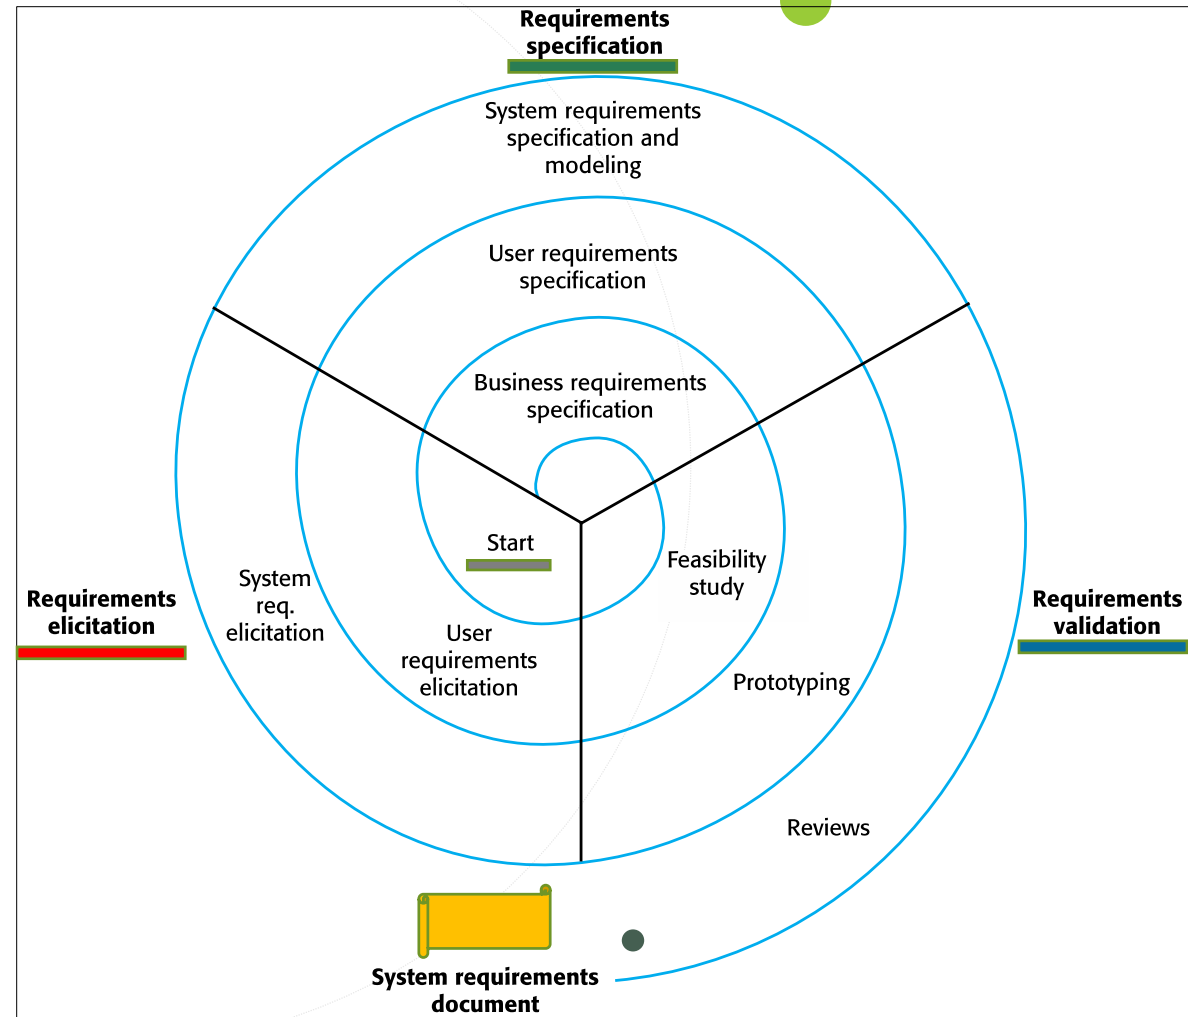 Requirements
specification
System requirements
specification and
modeling
User requirements
specification
Business requirements
specification
Start
Feasibility
study
System
req.
elicitation
Requirements
elicitation
Requirements
validation
User
requirements
elicitation
Prototyping
Reviews
System requirements
document